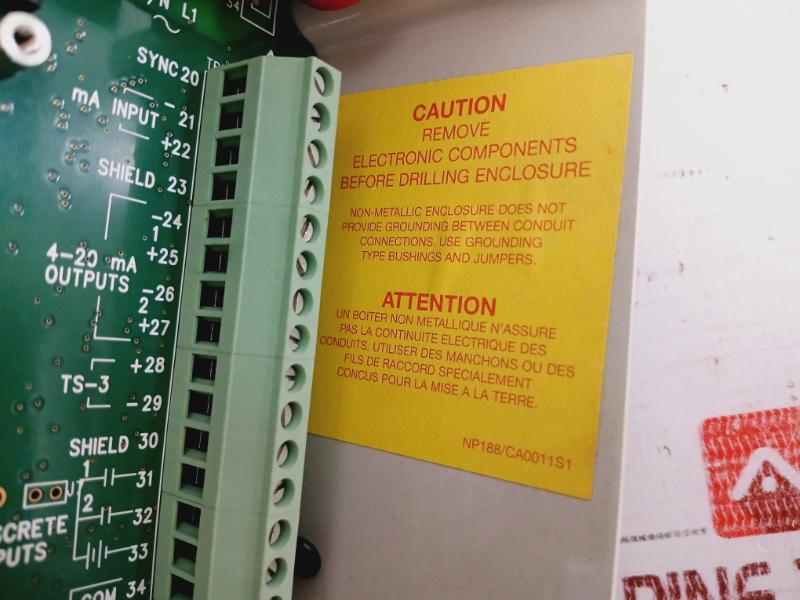 L1
SYNC 20
mA INPUT
- 21
+22
SHIELD 23
-24
1
+25
4-20 mA
OUTPUTS
-26
2
+27
+28
TS-3
- 29
SHIELD 30
1
31
2
32
33
34
COM
CAUTION
REMOVE
ELECTRONIC COMPONENTS
BEFORE DRILLING ENCLOSURE
NON-METALLIC ENCLOSURE DOES NOT
PROVIDE GROUNDING BETWEEN CONDUIT
CONNECTIONS. USE GROUNDING
TYPE BUSHINGS AND JUMPERS.
ATTENTION
UN BOITER NON METALLIQUE N'ASSURE
PAS LA CONTINUITE ELECTRIQUE DES
CONDUITS. UTILISER DES MANCHONS OU DES
FILS DE RACCORD SPECIALEMENT
CONCUS POUR LA MISE A LA TERRE.
NP188/CA0011S1